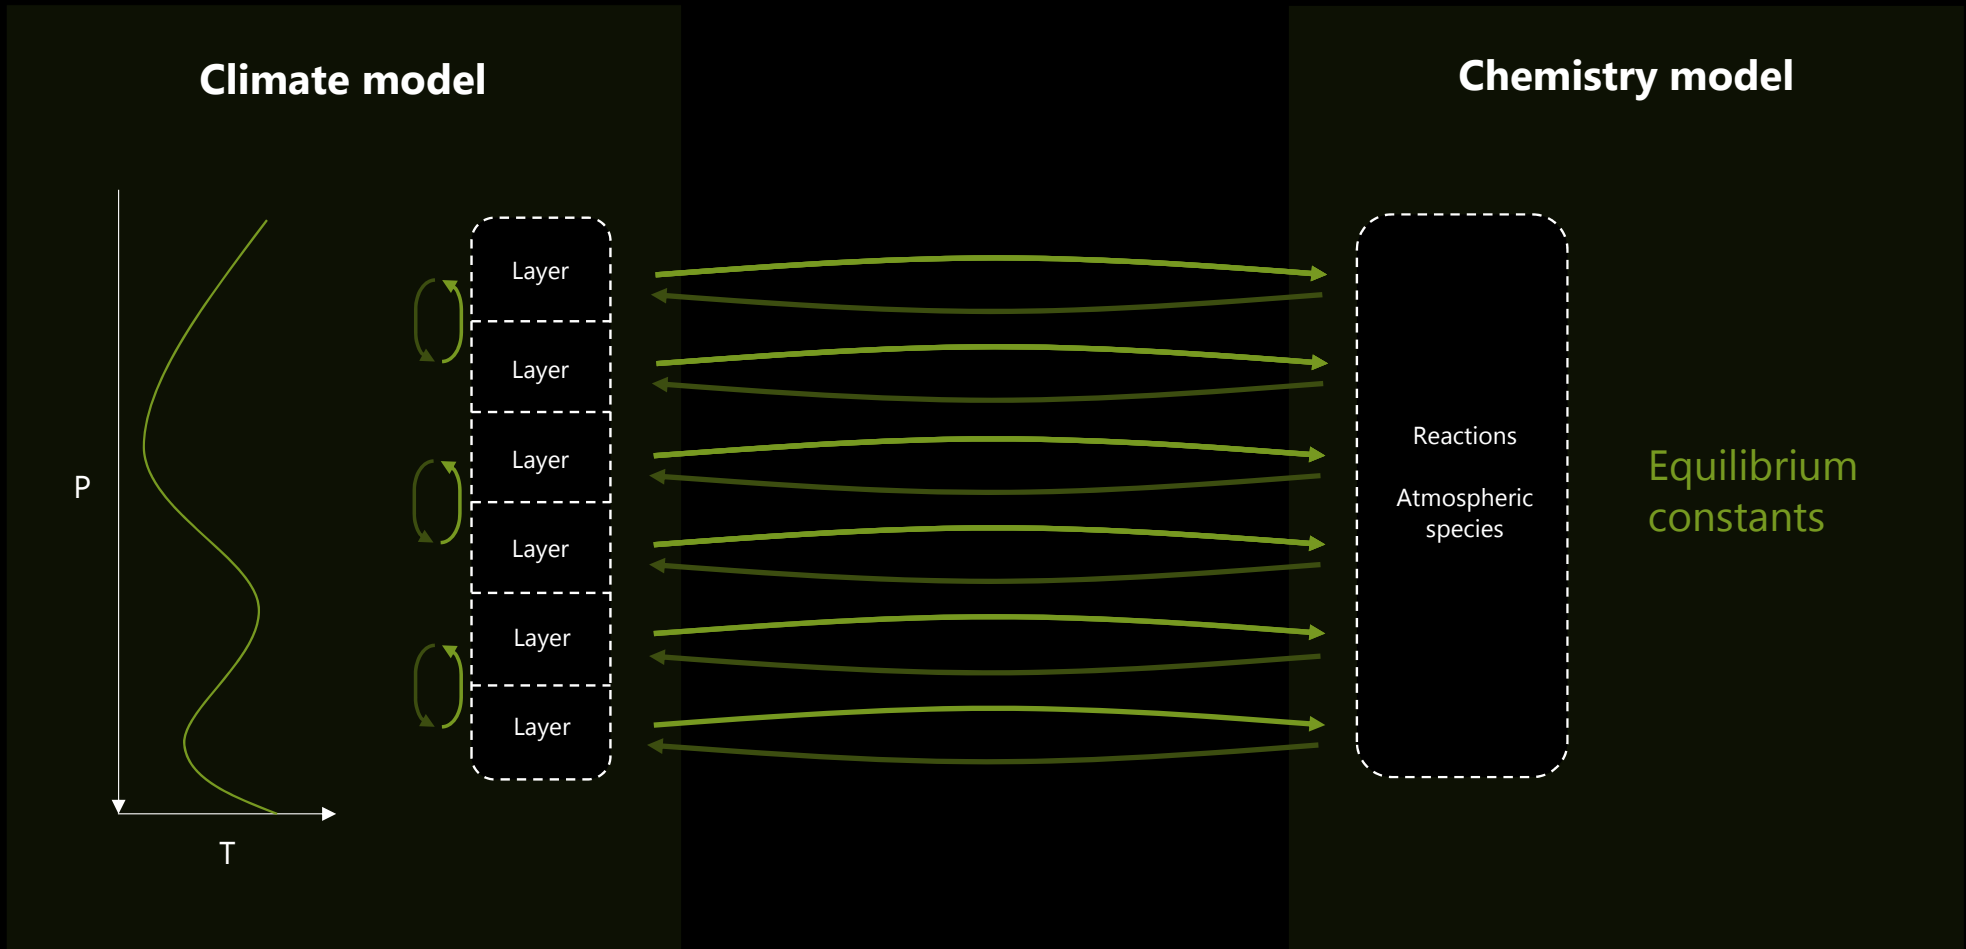 Climate model
Chemistry model
P
T
Layer
Layer
Layer
Layer
Layer
Layer
Reactions
Atmospheric
species
Equilibrium
constants